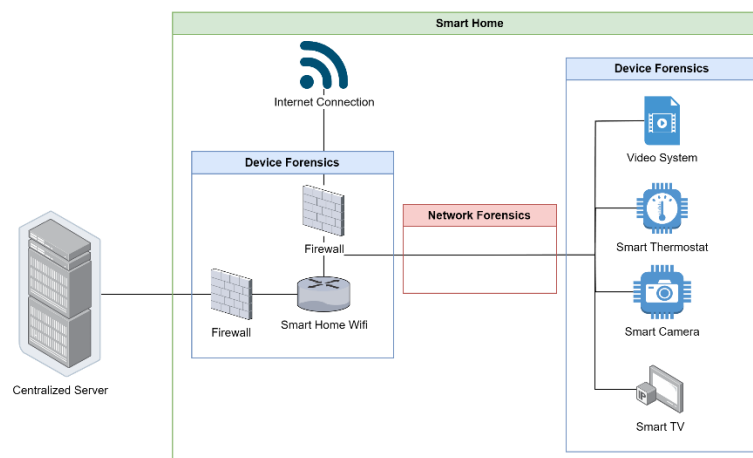 Smart Home
Internet Connection
Device Forensics
Firewall
Firewall
Smart Home Wifi
Centralized Server
Network Forensics
Device Forensics
Video System
Smart Thermostat
Smart Camera
IP
Smart TV